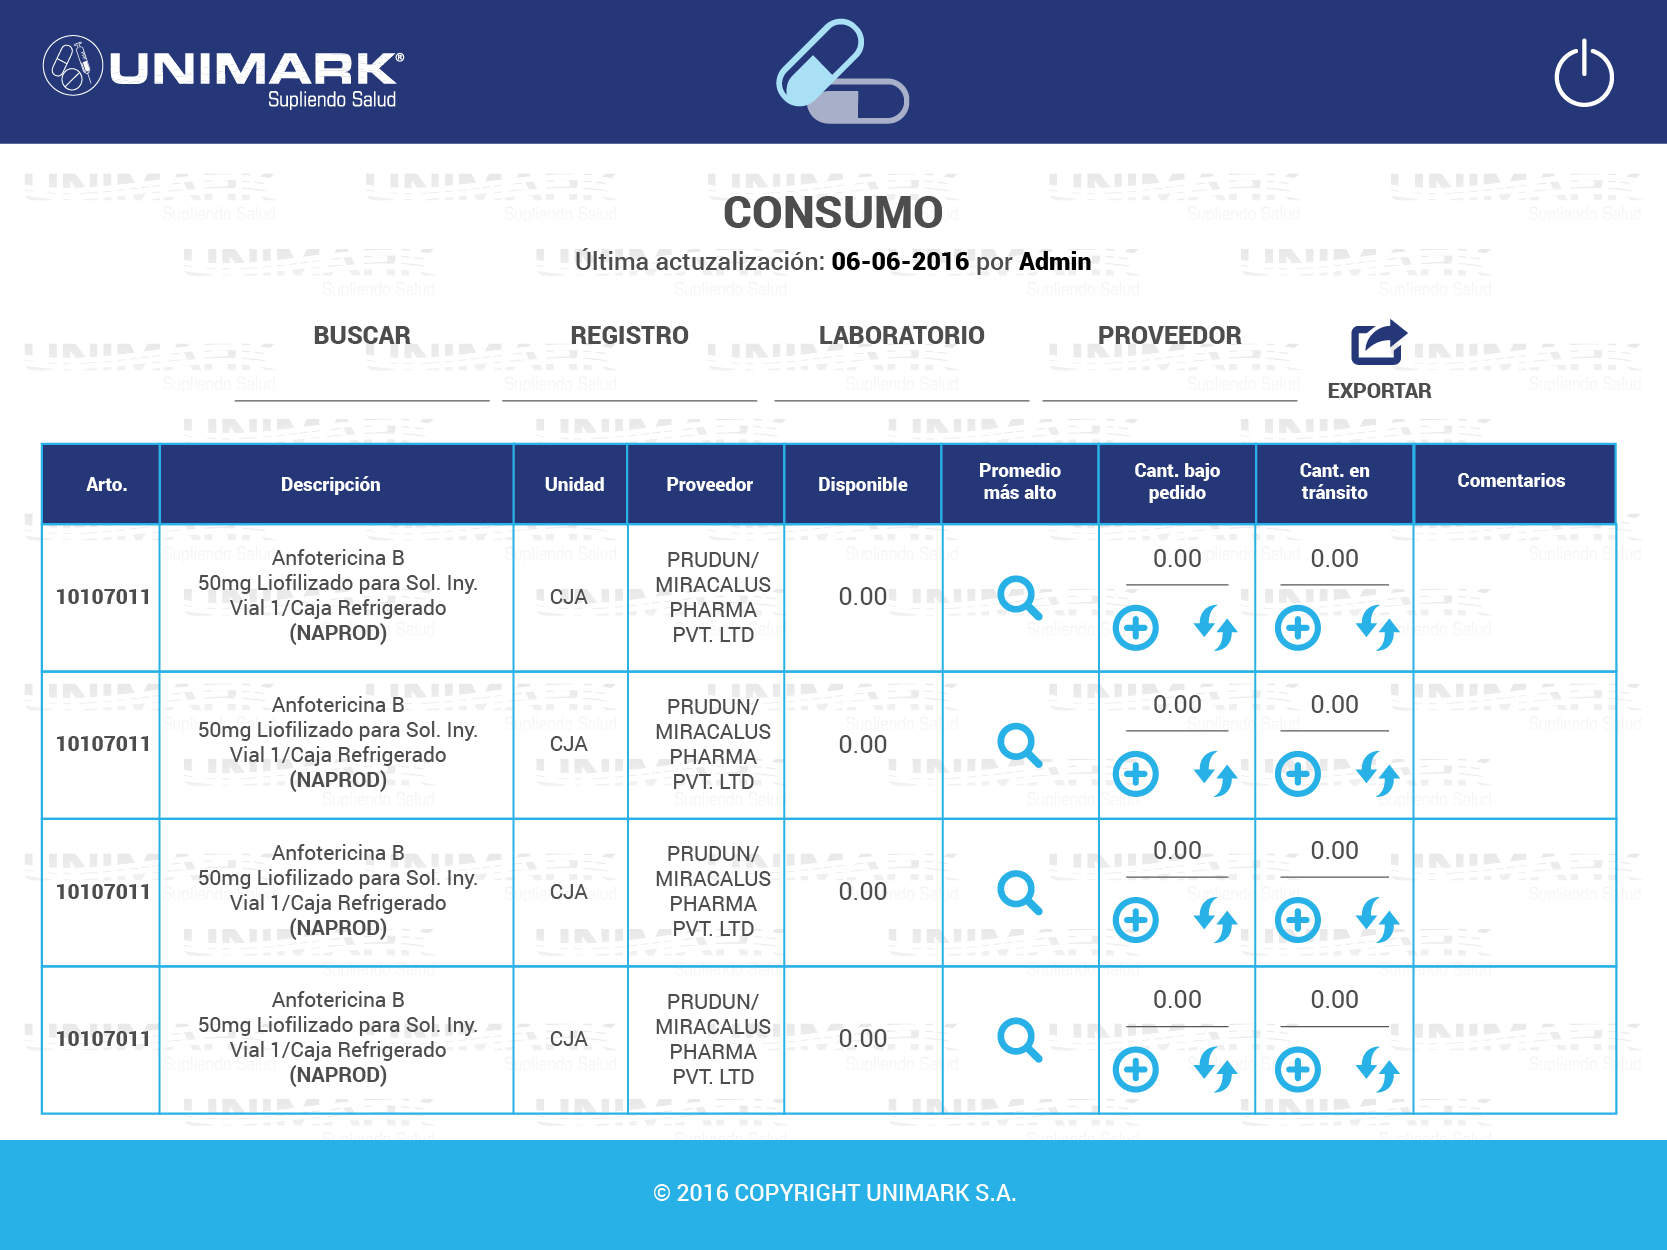 UNIMARK®
Supliendo Salud
CONSUMO
Última actuzalización: 06-06-2016 por Admin
BUSCAR
REGISTRO
LABORATORIO
PROVEEDOR
EXPORTAR
Arto.
Descripción
Unidad
Proveedor
Disponible
Promedio
más alto
Cant. bajo
pedido
Cant. en
tránsito
Comentarios
10107011
Anfotericina B
50mg Liofilizado para Sol. Iny.
Vial 1/Caja Refrigerado
(NAPROD)
CJA
PRUDUN/
MIRACALUS
PHARMA
PVT. LTD
0.00
0.00
0.00
10107011
Anfotericina B
50mg Liofilizado para Sol. Iny.
Vial 1/Caja Refrigerado
(NAPROD)
CJA
PRUDUN/
MIRACALUS
PHARMA
PVT. LTD
0.00
0.00
0.00
10107011
Anfotericina B
50mg Liofilizado para Sol. Iny.
Vial 1/Caja Refrigerado
(NAPROD)
CJA
PRUDUN/
MIRACALUS
PHARMA
PVT. LTD
0.00
0.00
0.00
10107011
Anfotericina B
50mg Liofilizado para Sol. Iny.
Vial 1/Caja Refrigerado
(NAPROD)
CJA
PRUDUN/
MIRACALUS
PHARMA
PVT. LTD
0.00
0.00
0.00
© 2016 COPYRIGHT UNIMARK S.A.